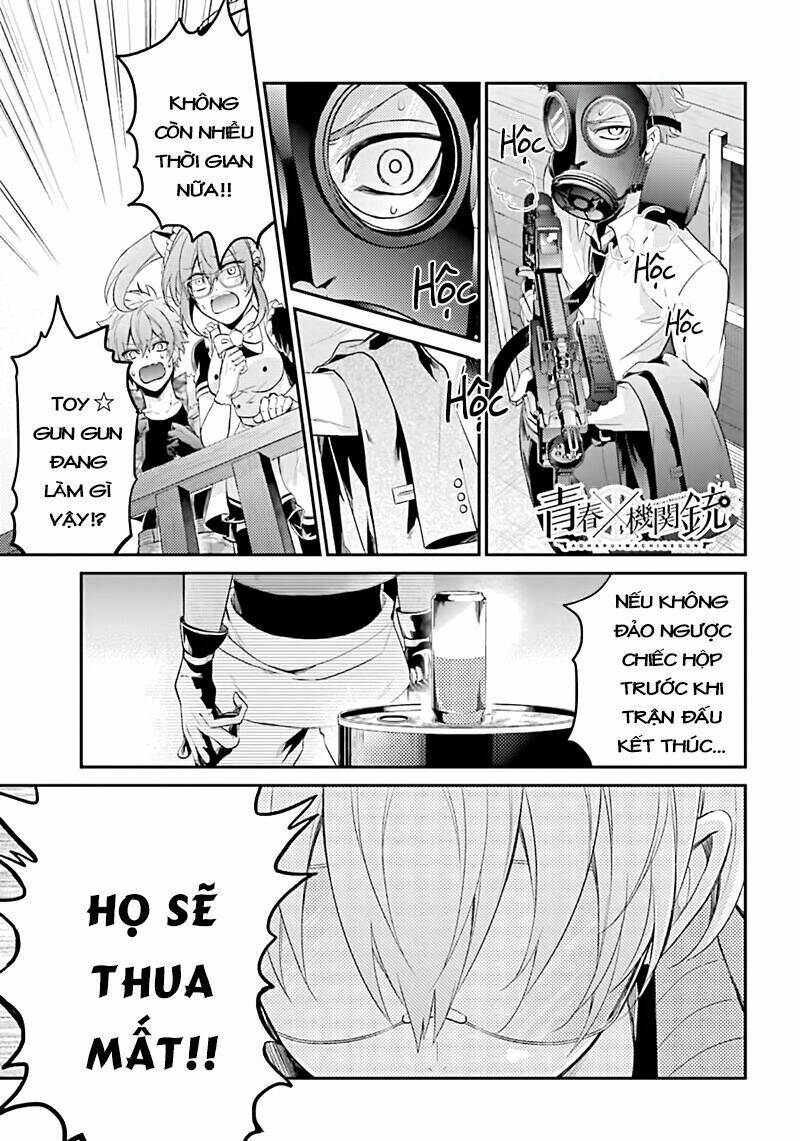 HỘC
HỘC
HỘC
HỘC
HỘC
青春×機関銃
HỘC
KHÔNG
CÒN NHIỀU
THỜI GIAN
NỮA!!
TOY☆
GUN GUN
ĐANG
LÀM GÌ
VẬY!?
NẾU KHÔNG
ĐẢO NGƯỢC
CHIẾC HỘP
TRƯỚC KHI
TRẬN ĐẤU
KẾT THÚC...
HỌ SẼ
THUA
MẤT!!